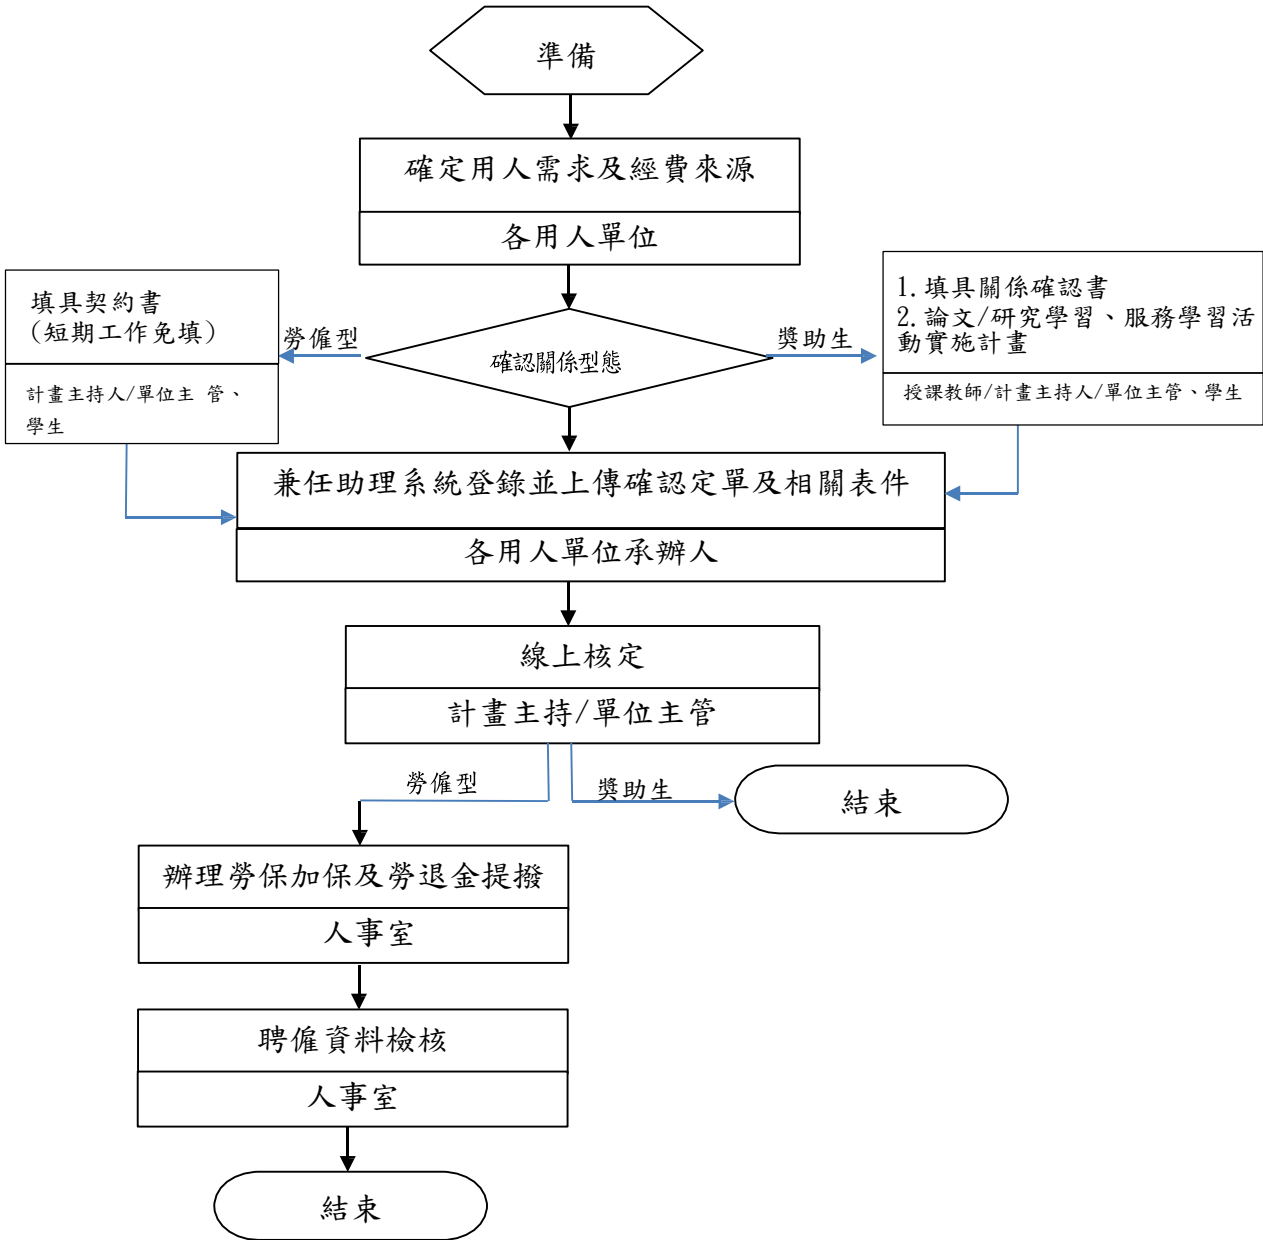 準備
確定用人需求及經費來源
各用人單位
填具契約書
(短期工作免填)
計畫主持人/單位主 管、
學生
勞僱型
確認關係型態
獎助生
1.填具關係確認書
2.論文/研究學習、服務學習活
動實施計畫
授課教師/計畫主持人/單位主管、學生
兼任助理系統登錄並上傳確認定單及相關表件
各用人單位承辦人
線上核定
計畫主持/單位主管
勞僱型
獎助生
結束
辦理勞保加保及勞退金提撥
人事室
聘僱資料檢核
人事室
結束